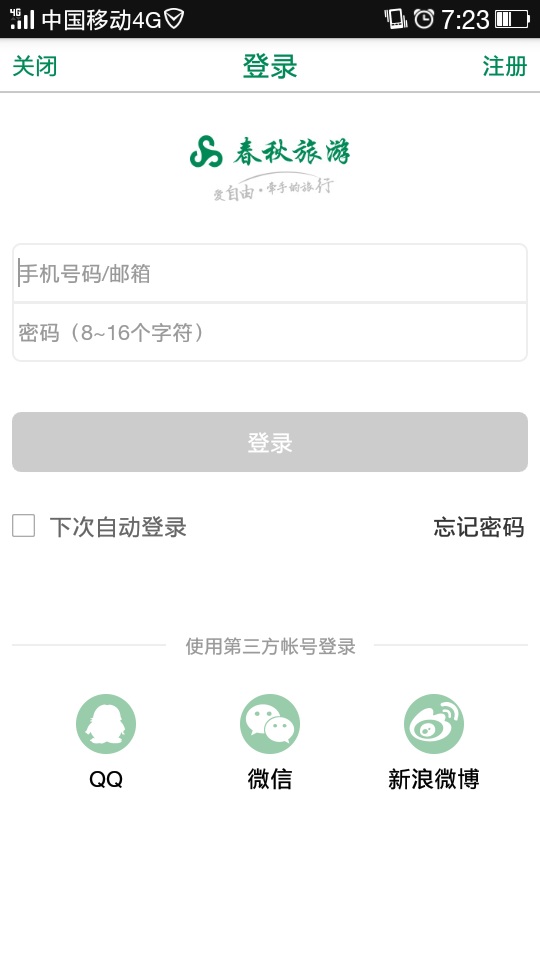 4G 中国移动4G 7:23
关闭 登录 注册
春秋旅游
爱自由·牵手的旅行
手机号码/邮箱
密码（8~16个字符）
登录
下次自动登录 忘记密码
使用第三方帐号登录
QQ 微信 新浪微博